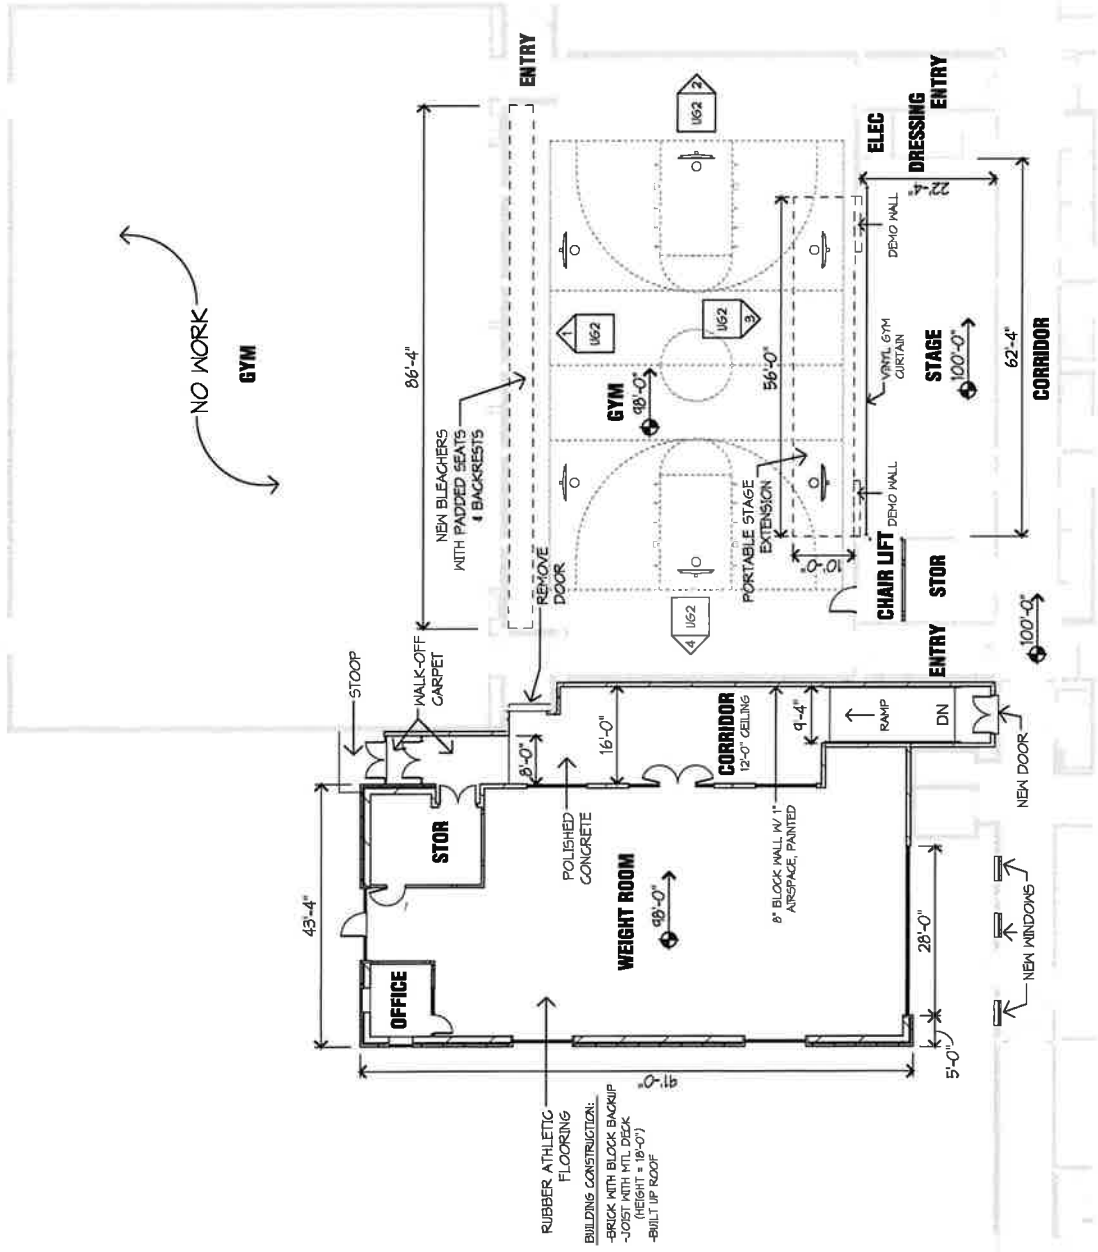 NO WORK
GYM
86'-4"
NEW BLEACHERS
WITH PADDED SEATS
& BACKRESTS
ENTRY
STOOP
WALK-OFF
CARPET
REMOVE
DOOR
1
UG2
2
UG2
UG2
3
4
UG2
GYM
98'-0"
56'-0"
PORTABLE STAGE
EXTENSION
10'-0"
ELEC
DRESSING
ENTRY
22'-4"
DEMO WALL
VINYL GYM
CURTAIN
DEMO WALL
STAGE
100'-0"
62'-4"
CORRIDOR
CHAIR LIFT
STOR
ENTRY
100'-0"
43'-4"
STOR
OFFICE
8'-0"
16'-0"
POLISHED
CONCRETE
CORRIDOR
12'-0" CEILING
9'-4"
RAMP
DN
NEW DOOR
8" BLOCK WALL W/ 1"
AIRSPACE, PAINTED
WEIGHT ROOM
98'-0"
28'-0"
5'-0"
NEW WINDOWS
91'-0"
RUBBER ATHLETIC
FLOORING
BUILDING CONSTRUCTION:
-BRICK WITH BLOCK BACKUP
-JOIST WITH MTL DECK
(HEIGHT = 18'-0")
-BUILT UP ROOF